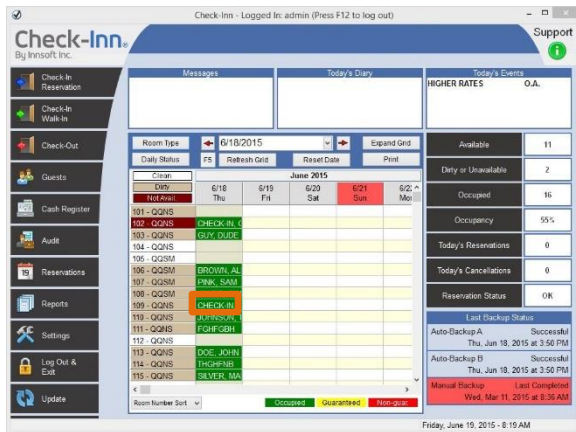 Check-Inn - Logged In: admin (Press F12 to log out)
Check-Inn®
By Innsoft Inc.
Support
Check-In
Reservation
Check-In
Walk-In
Check-Out
Guests
Cash Register
Audit
19
Reservations
Reports
Settings
Log Out &
Exit
Update
Messages
Today's Diary
Today's Events
HIGHER RATES O.A.
Room Type 6/18/2015 Expand Grid
Daily Status F5 Refresh Grid Reset Date Print
Clean June 2015
Dirty 6/18 6/19 6/20 6/21 6/22
Not Avail. Thu Fri Sat Sun Mon
101 - QQNS
102 - QQNS CHECK-IN, C
103 - QQNS GUY, DUDE
104 - QQNS
105 - QQSM
106 - QQSM BROWN, AL
107 - QQSM PINK, SAM
108 - QQSM
109 - QQNS CHECK-IN
110 - QQNS JOHNSON,
111 - QQNS FGHFGBH
112 - QQNS
113 - QQNS DOE, JOHN
114 - QQNS THGHFNB
115 - QQNS SILVER, MA
Room Number Sort Occupied Guaranteed Non-guar.
Available 11
Dirty or Unavailable 2
Occupied 16
Occupancy 55%
Today's Reservations 0
Today's Cancellations 0
Reservation Status OK
Last Backup Status
Auto-Backup A Successful
Thu, Jun 18, 2015 at 3:50 PM
Auto-Backup B Successful
Thu, Jun 18, 2015 at 3:50 PM
Manual Backup Last Completed
Wed, Mar 11, 2015 at 8:36 AM
Friday, June 19, 2015 - 8:19 AM